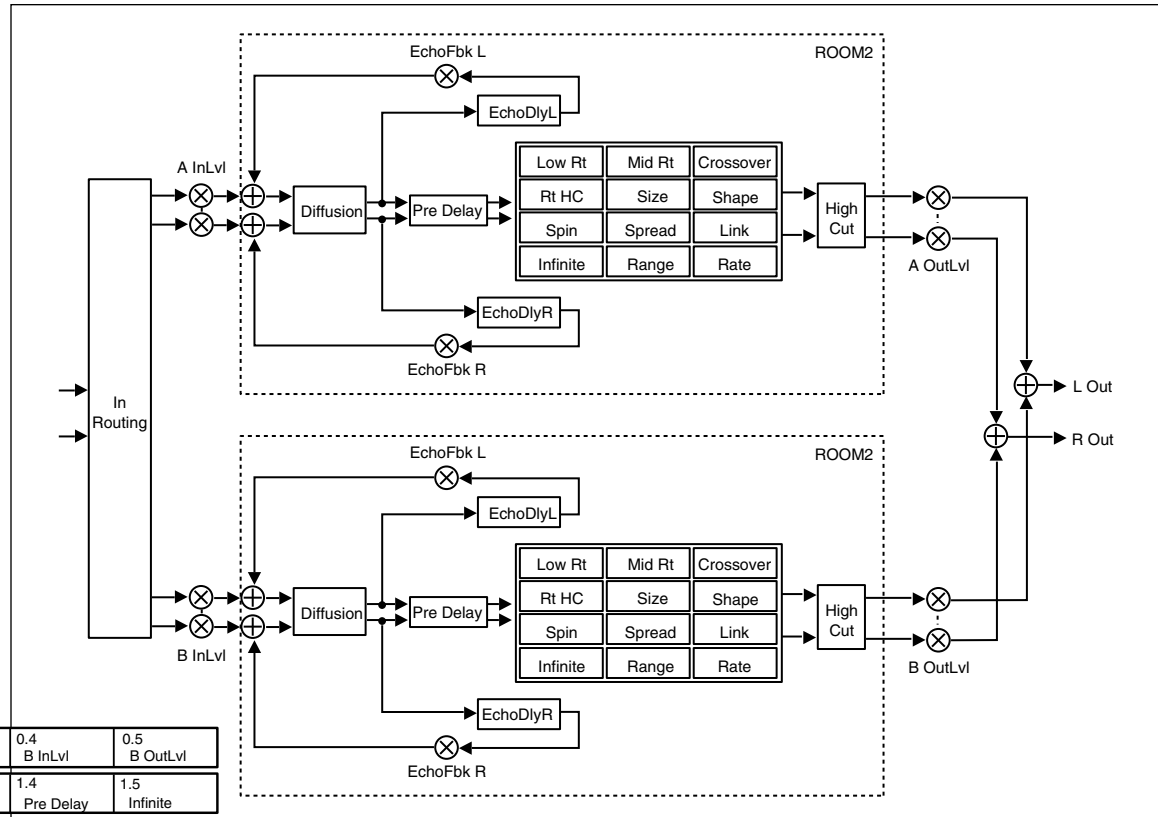 EchoFbk L
ROOM2
EchoDlyL
A InLvl
Low Rt Mid Rt Crossover
Rt HC Size Shape
Spin Spread Link
Infinite Range Rate
Diffusion
Pre Delay
High
Cut
A OutLvl
EchoDlyR
EchoFbk R
In
Routing
L Out
R Out
EchoFbk L
ROOM2
EchoDlyL
Low Rt Mid Rt Crossover
Rt HC Size Shape
Spin Spread Link
Infinite Range Rate
Diffusion
Pre Delay
High
Cut
B InLvl
B OutLvl
EchoDlyR
EchoFbk R
0.4 0.5
B InLvl B OutLvl
1.4 1.5
Pre Delay Infinite